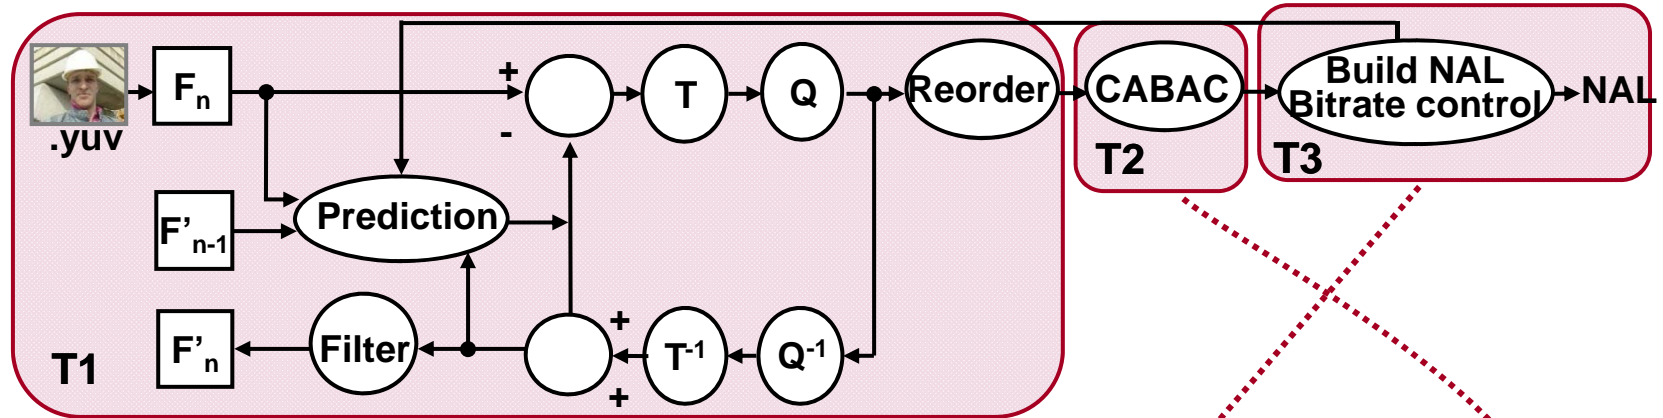 .yuv
Fn
+
-
T
Q
Reorder
CABAC
T2
Build NAL
Bitrate control
NAL
T3
F’n-1
Prediction
T1
F’n
Filter
+
+
T-1
Q-1